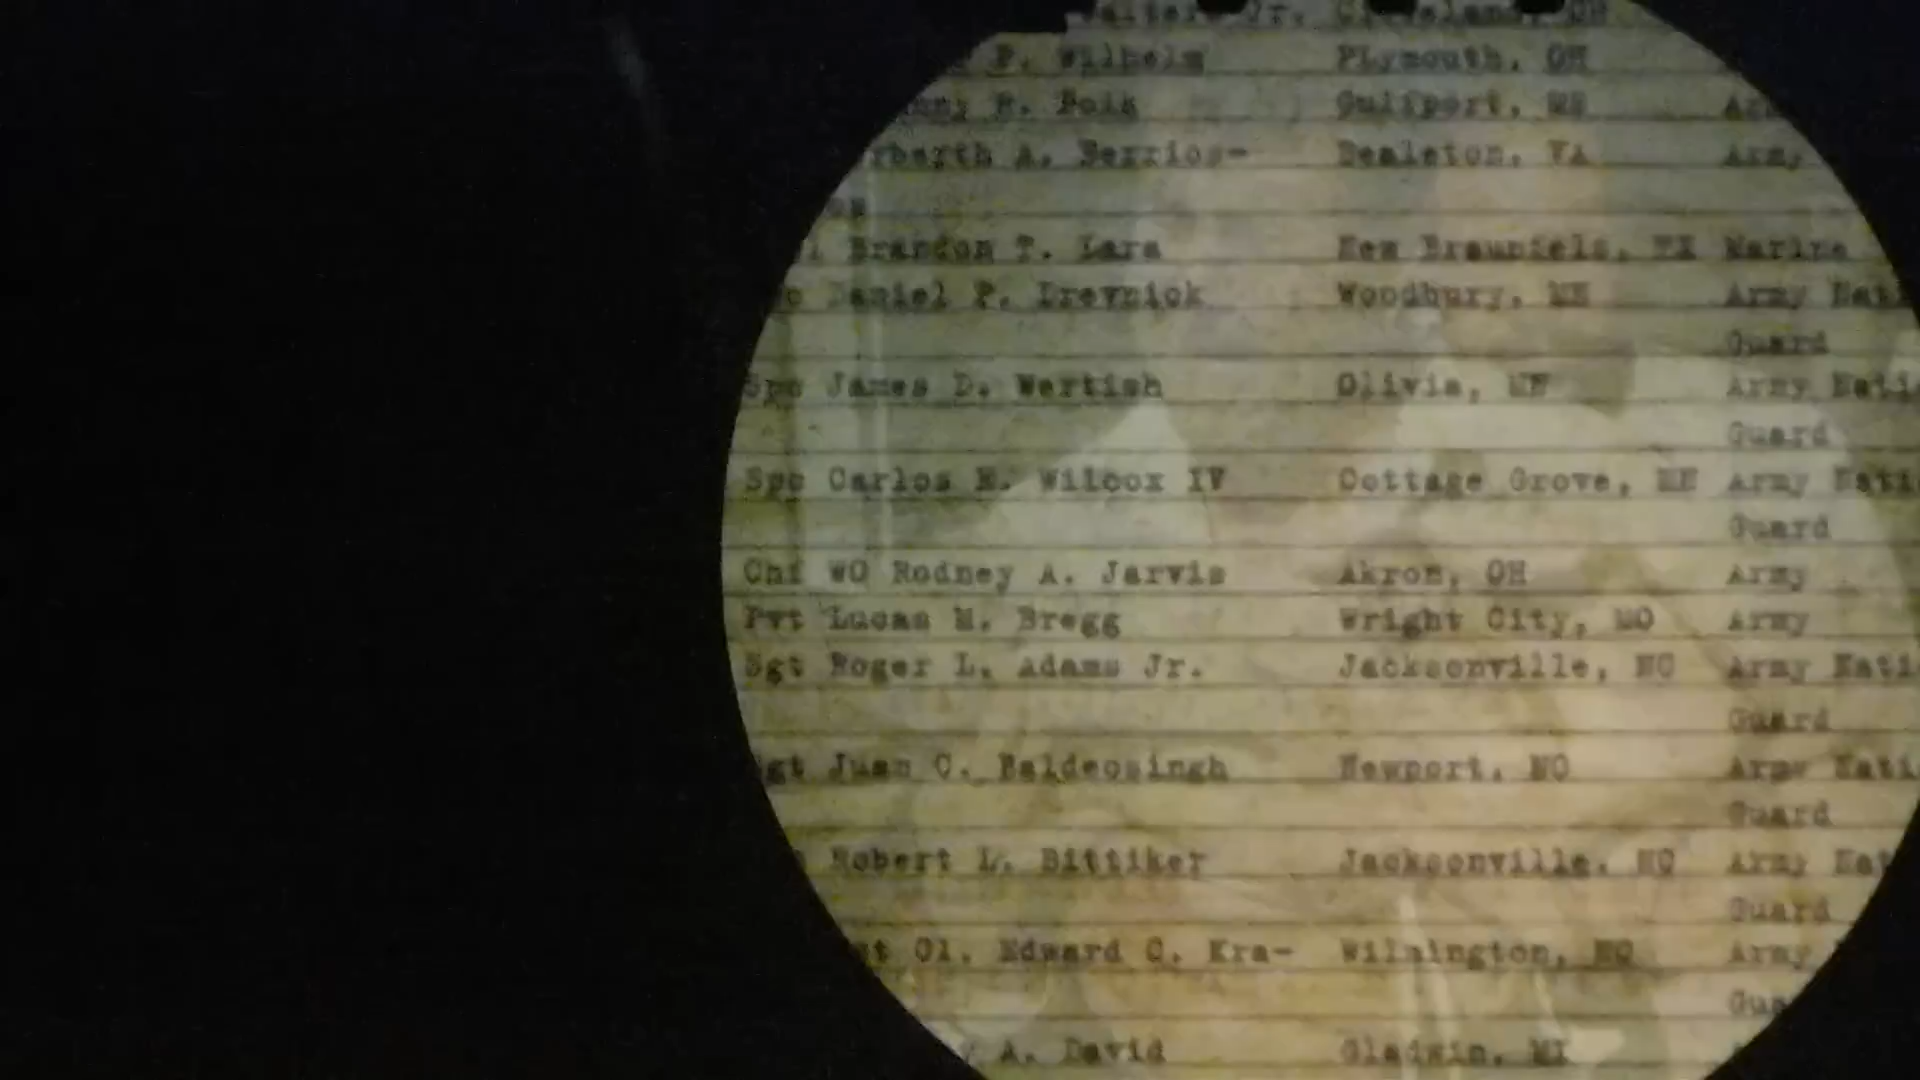 P. Wilhelm Plymouth, OH
R. Polk Gulfport, MS
A. Berrios- Bealeton, VA Army
Brandon T. Lara New Braunfels, TX Marine
Daniel P. Drevnick Woodbury, MN Army
Guard
Spc James D. Wertish Olivia, MN Army
Guard
Spc Carlos E. Wilcox IV Cottage Grove, MN Army
Guard
Chf WO Rodney A. Jarvis Akron, OH Army
Pvt Lucas M. Bregg Wright City, MO Army
Sgt Roger L. Adams Jr. Jacksonville, NC Army
Guard
Juan C. Baldeosingh Newport, NC Army
Guard
Robert L. Bittiker Jacksonville, NC Army
Guard
Ol. Edward C. Kra- Wilmington, NC Army
A. David Gladwin, MI